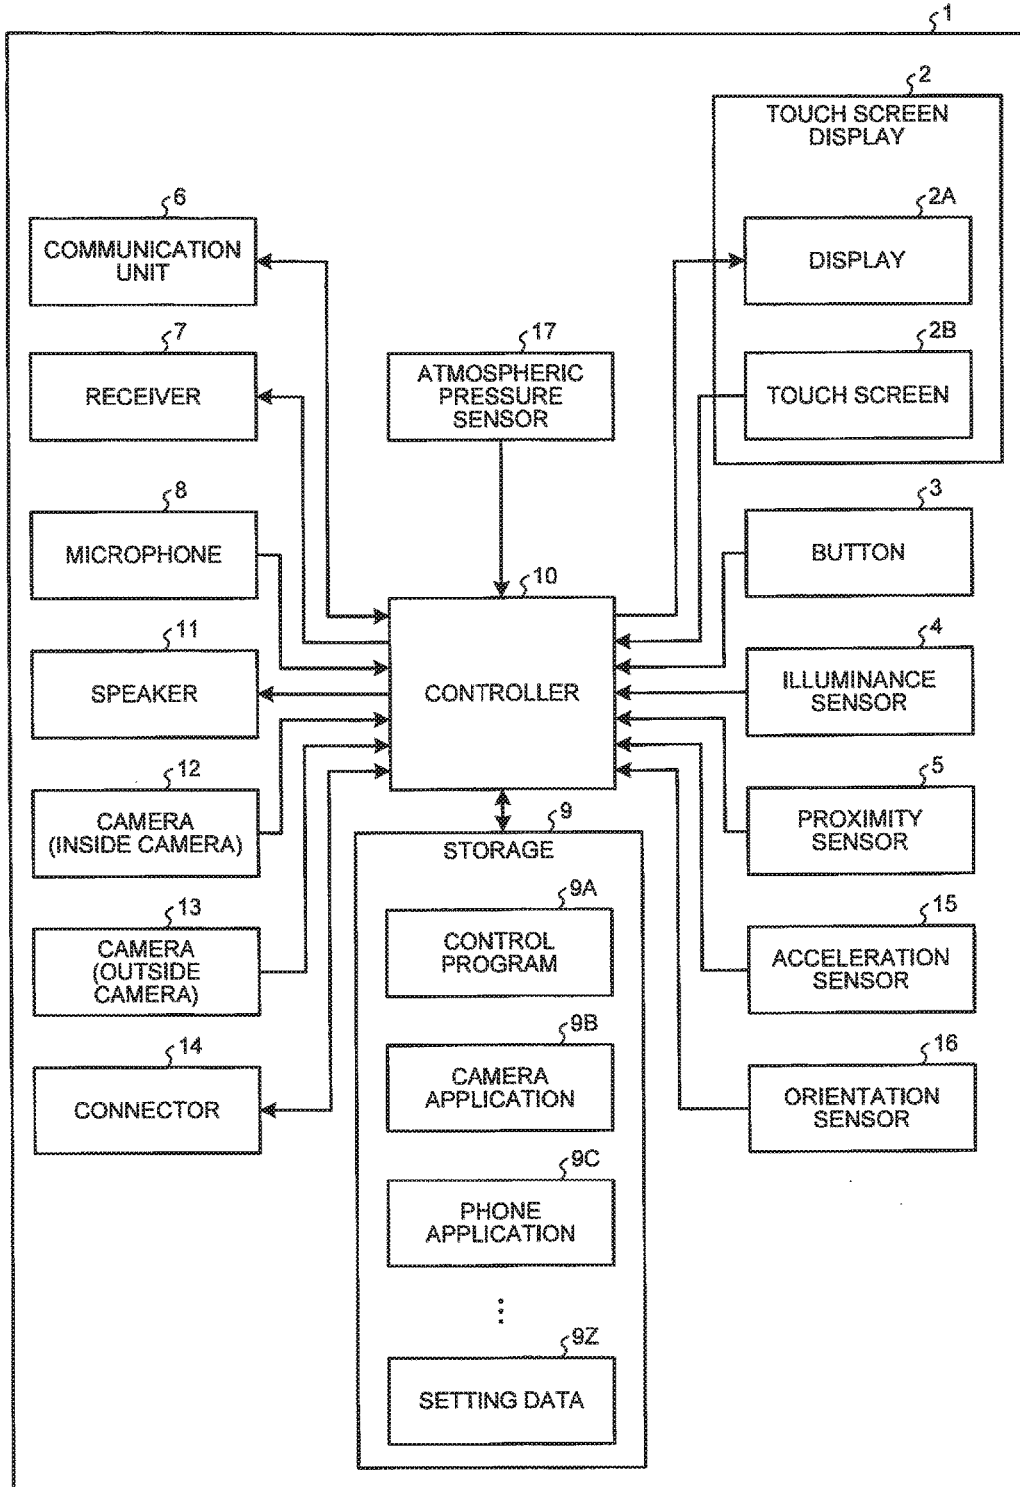 1
2
TOUCH SCREEN
DISPLAY
2A
DISPLAY
2B
TOUCH SCREEN
6
COMMUNICATION
UNIT
7
RECEIVER
17
ATMOSPHERIC
PRESSURE
SENSOR
8
MICROPHONE
3
BUTTON
10
CONTROLLER
11
SPEAKER
4
ILLUMINANCE
SENSOR
12
CAMERA
(INSIDE CAMERA)
5
PROXIMITY
SENSOR
13
CAMERA
(OUTSIDE
CAMERA)
15
ACCELERATION
SENSOR
14
CONNECTOR
16
ORIENTATION
SENSOR
9
STORAGE
9A
CONTROL
PROGRAM
9B
CAMERA
APPLICATION
9C
PHONE
APPLICATION
⋮
9Z
SETTING DATA